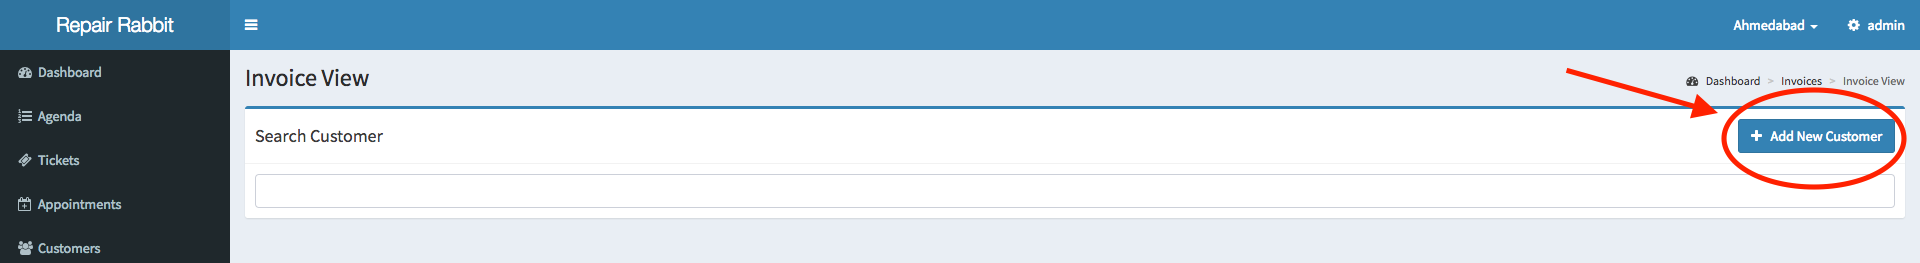 Repair Rabbit
Ahmedabad
admin
Dashboard
Agenda
Tickets
Appointments
Customers
Invoice View
Dashboard > Invoices > Invoice View
Search Customer
+ Add New Customer